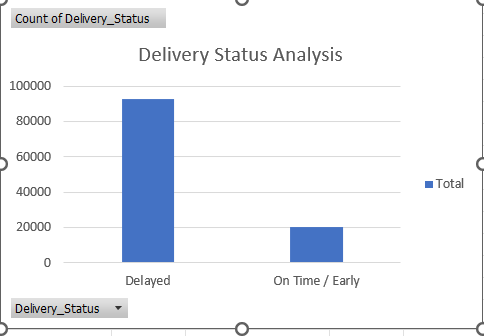 Count of Delivery_Status
Delivery Status Analysis
100000
80000
60000
40000
20000
0
Delayed
On Time / Early
Total
Delivery_Status